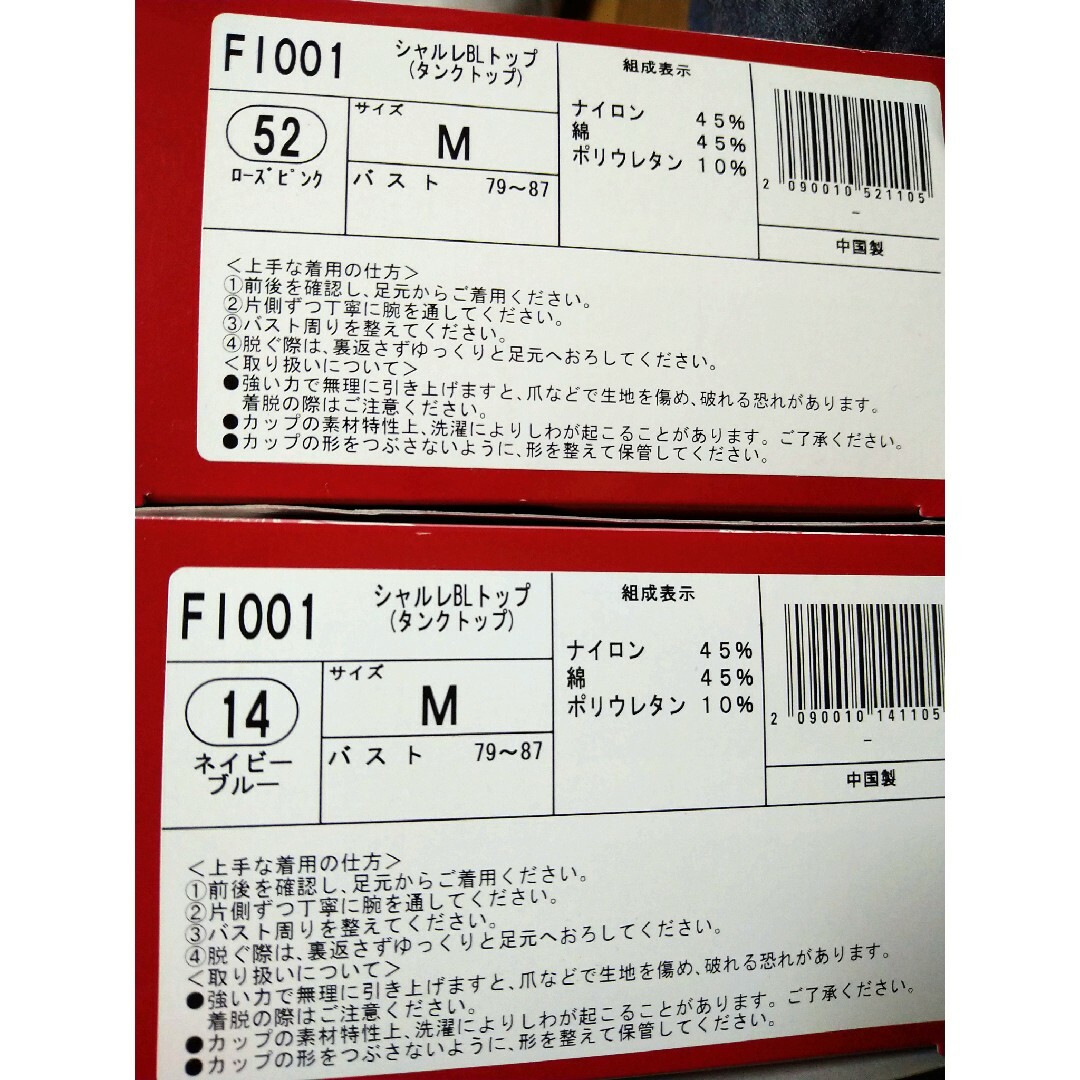 FI001
シャルレBLトップ
(タンクトップ)
52
ローズピンク
サイズ
M
バスト 79～87
組成表示
ナイロン 45%
綿 45%
ポリウレタン 10%
2 090010 521105
中国製
＜上手な着用の仕方＞
①前後を確認し、足元からご着用ください。
②片側ずつ丁寧に腕を通してください。
③バスト周りを整えてください。
④脱ぐ際は、裏返さずゆっくりと足元へおろしてください。
＜取り扱いについて＞
●強い力で無理に引き上げますと、爪などで生地を傷め、破れる恐れがあります。
着脱の際はご注意ください。
●カップの素材特性上、洗濯によりしわが起こることがあります。ご了承ください。
●カップの形をつぶさないように、形を整えて保管してください。
FI001
シャルレBLトップ
(タンクトップ)
14
ネイビー
ブルー
サイズ
M
バスト 79～87
組成表示
ナイロン 45%
綿 45%
ポリウレタン 10%
2 090010 141105
中国製
＜上手な着用の仕方＞
①前後を確認し、足元からご着用ください。
②片側ずつ丁寧に腕を通してください。
③バスト周りを整えてください。
④脱ぐ際は、裏返さずゆっくりと足元へおろしてください。
＜取り扱いについて＞
●強い力で無理に引き上げますと、爪などで生地を傷め、破れる恐れがあります。
着脱の際はご注意ください。
●カップの素材特性上、洗濯によりしわが起こることがあります。ご了承ください。
●カップの形をつぶさないように、形を整えて保管してください。